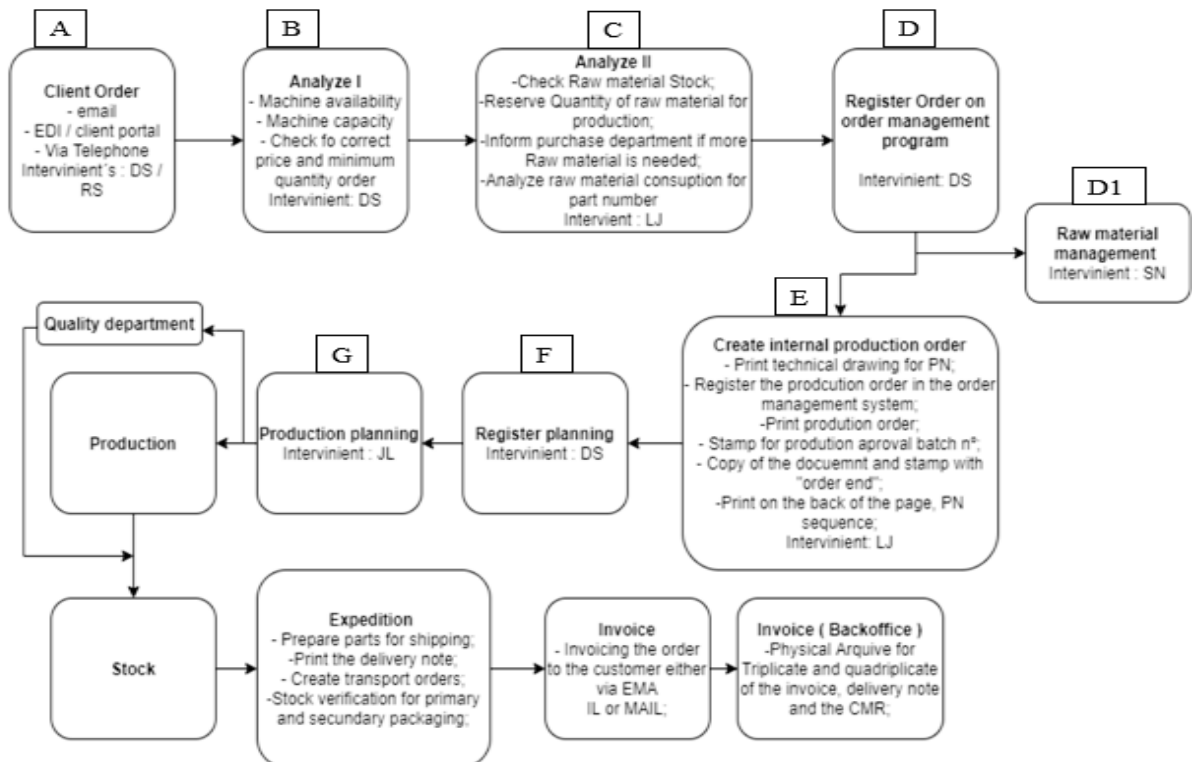 A
Client Order
- email
- EDI / client portal
- Via Telephone
Intervinient´s : DS /
RS
B
Analyze I
- Machine availability
- Machine capacity
- Check fo correct
price and minimum
quantity order
Intervinient: DS
C
Analyze II
-Check Raw material Stock;
-Reserve Quantity of raw material for
production;
-Inform purchase department if more
Raw material is needed;
-Analyze raw material consuption for
part number
Intervient : LJ
D
Register Order on
order management
program
Intervinient: DS
D1
Raw material
management
Intervinient : SN
E
Create internal production order
- Print technical drawing for PN;
- Register the prodcution order in the order
management system;
-Print prodution order;
- Stamp for prodution aproval batch nº;
- Copy of the docuemnt and stamp with
"order end";
-Print on the back of the page, PN
sequence;
Intervinient: LJ
F
Register planning
Intervinient : DS
G
Production planning
Intervinient : JL
Quality department
Production
Stock
Expedition
- Prepare parts for shipping;
-Print the delivery note;
- Create transport orders;
-Stock verification for primary
and secundary packaging;
Invoice
- Invoicing the order
to the customer either
via EMA
IL or MAIL;
Invoice ( Backoffice )
- Physical Arquive for
Triplicate and quadriplicate
of the invoice, delivery note
and the CMR;